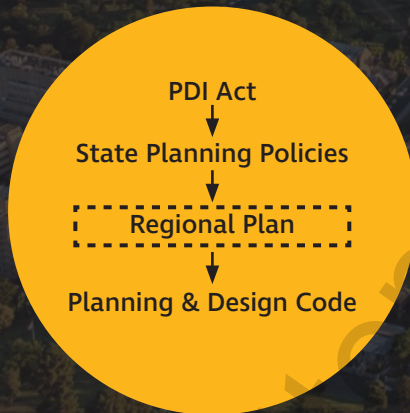 PDI Act
State Planning Policies
Regional Plan
Planning & Design Code